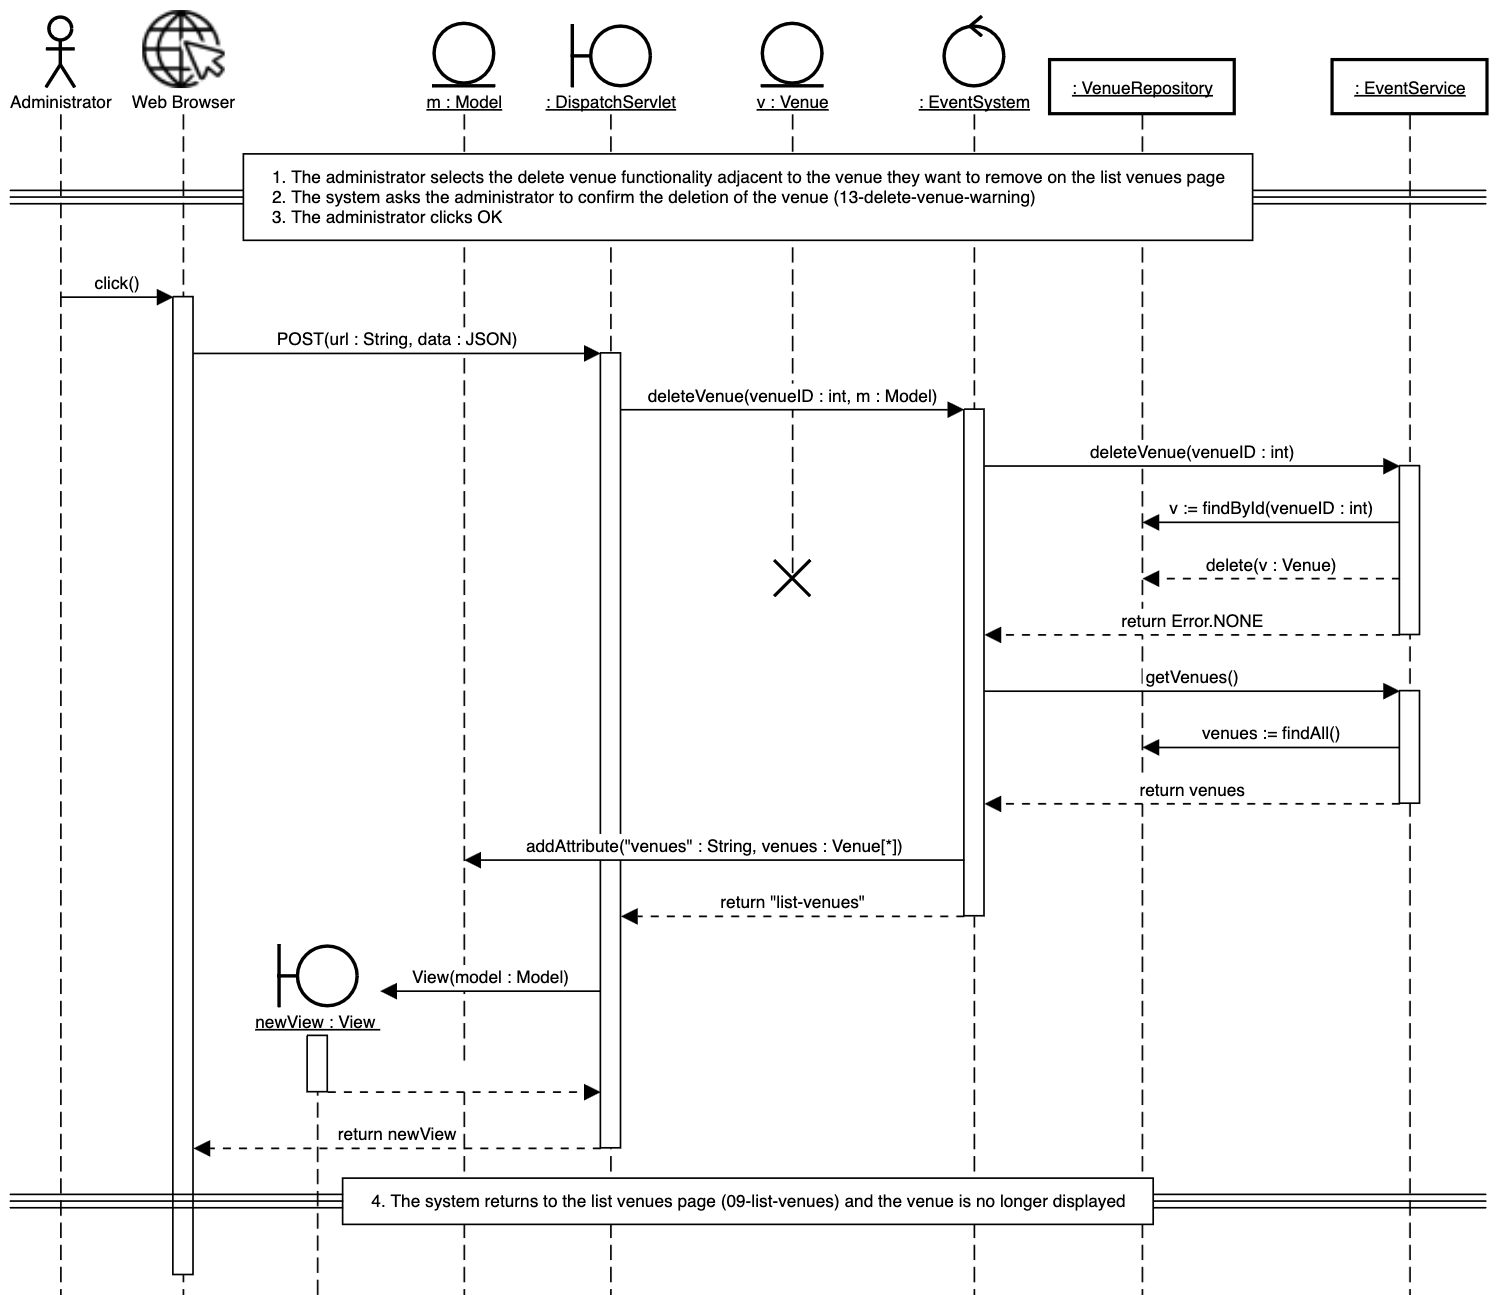 Administrator
Web Browser
m : Model
: DispatchServlet
v : Venue
: EventSystem
: VenueRepository
: EventService
1. The administrator selects the delete venue functionality adjacent to the venue they want to remove on the list venues page
2. The system asks the administrator to confirm the deletion of the venue (13-delete-venue-warning)
3. The administrator clicks OK
click()
POST(url : String, data : JSON)
deleteVenue(venueID : int, m : Model)
deleteVenue(venueID : int)
v := findById(venueID : int)
delete(v : Venue)
return Error.NONE
getVenues()
venues := findAll()
return venues
addAttribute("venues" : String, venues : Venue[*])
return "list-venues"
View(model : Model)
newView : View
return newView
4. The system returns to the list venues page (09-list-venues) and the venue is no longer displayed